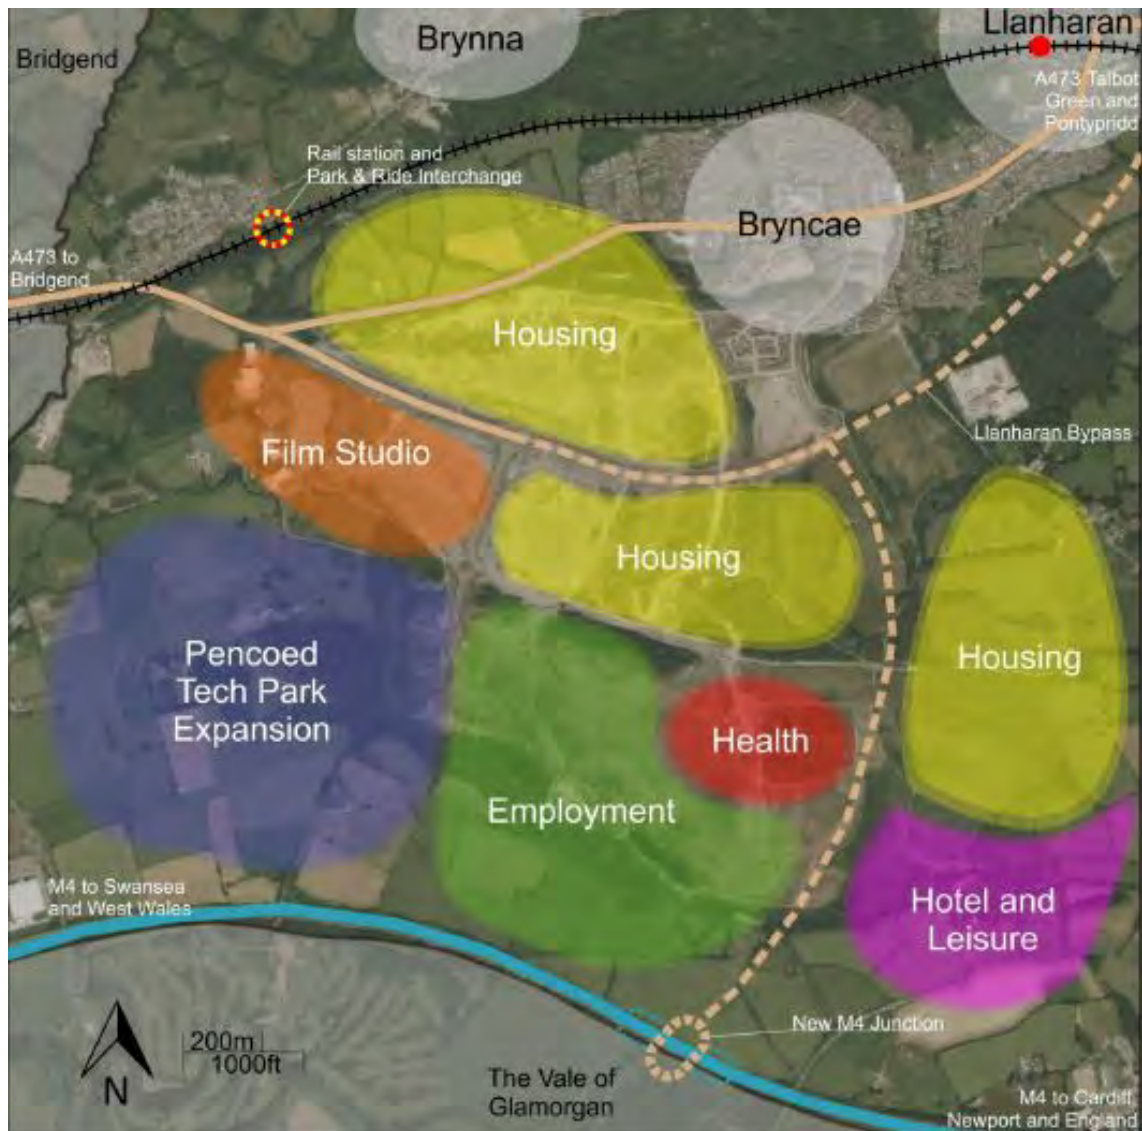 Llanharan
Brynna
Bridgend
A473 Talbot
Green and
Pontypridd
Rail station and
Park & Ride Interchange
Bryncae
A473 to
Bridgend
Housing
Llanharan Bypass
Film Studio
Housing
Pencoed
Tech Park
Expansion
Housing
Health
Employment
M4 to Swansea
and West Wales
Hotel and
Leisure
New M4 Junction
200m
1000ft
N
The Vale of
Glamorgan
M4 to Cardiff,
Newport and England